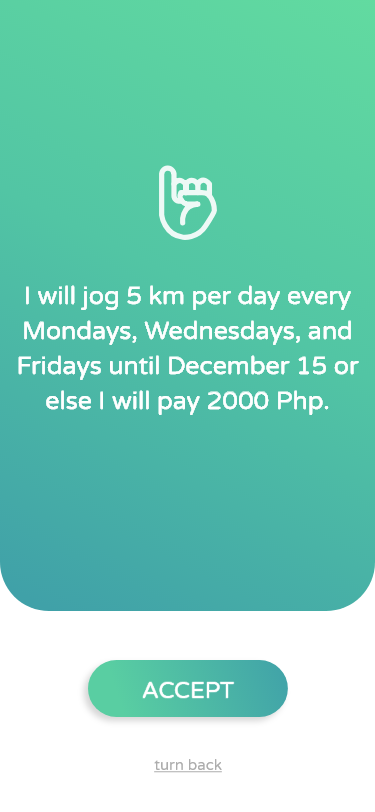 I will jog 5 km per day every
Mondays, Wednesdays, and
Fridays until December 15 or
else I will pay 2000 Php.
ACCEPT
turn back